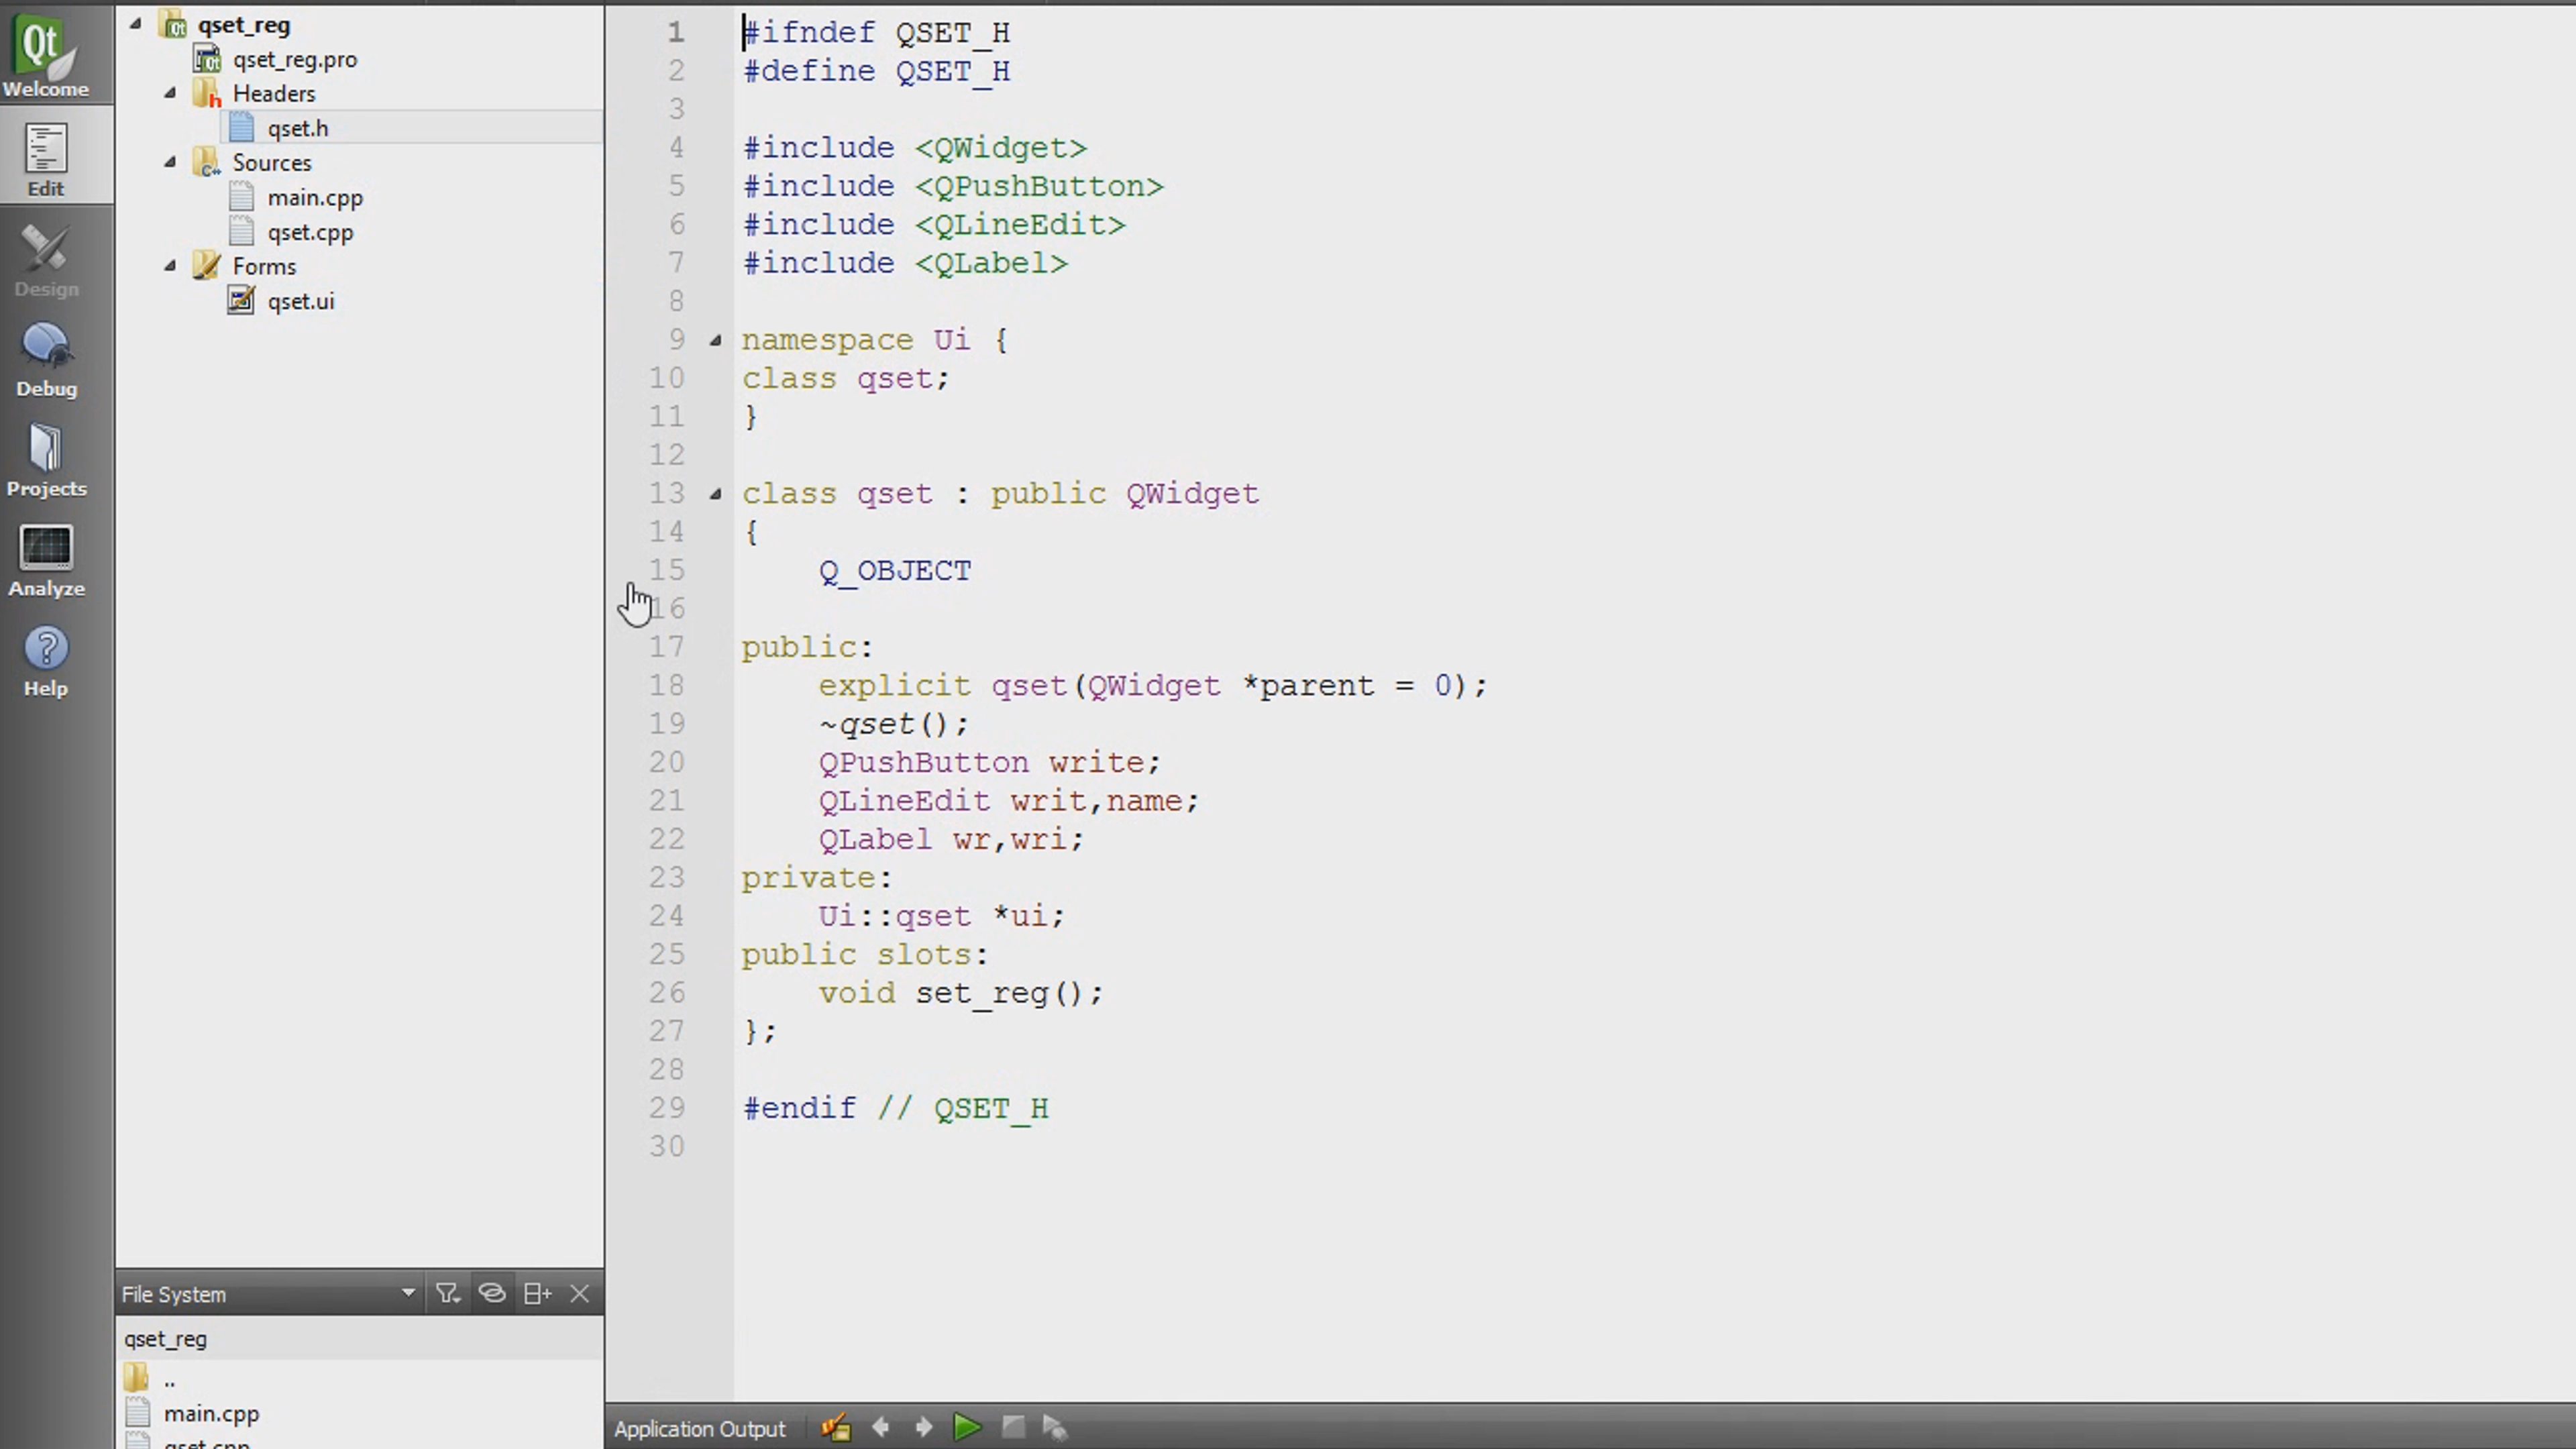 Qt
Welcome
Edit
Design
Debug
Projects
Analyze
Help
qset_reg
qset_reg.pro
Headers
qset.h
Sources
main.cpp
qset.cpp
Forms
qset.ui
File System
qset_reg
..
main.cpp
qset.cpp
1 #ifndef QSET_H
2 #define QSET_H
3
4 #include <QWidget>
5 #include <QPushButton>
6 #include <QLineEdit>
7 #include <QLabel>
8
9 namespace Ui {
10 class qset;
11 }
12
13 class qset : public QWidget
14 {
15 Q_OBJECT
16
17 public:
18 explicit qset(QWidget *parent = 0);
19 ~qset();
20 QPushButton write;
21 QLineEdit writ,name;
22 QLabel wr,wri;
23 private:
24 Ui::qset *ui;
25 public slots:
26 void set_reg();
27 };
28
29 #endif // QSET_H
30
Application Output